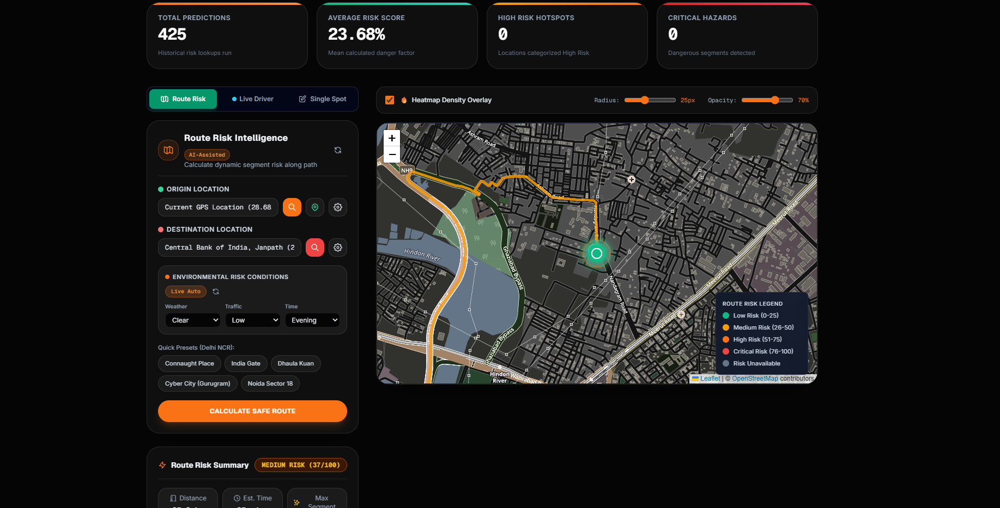 TOTAL PREDICTIONS
425
Historical risk lookups run
AVERAGE RISK SCORE
23.68%
Mean calculated danger factor
HIGH RISK HOTSPOTS
0
Locations categorized High Risk
CRITICAL HAZARDS
0
Dangerous segments detected
Route Risk
Live Driver
Single Spot
Route Risk Intelligence
AI-Assisted
Calculate dynamic segment risk along path
ORIGIN LOCATION
Current GPS Location (28.68
DESTINATION LOCATION
Central Bank of India, Janpath (2
ENVIRONMENTAL RISK CONDITIONS
Live Auto
Weather Traffic Time
Clear Low Evening
Quick Presets (Delhi NCR):
Connaught Place India Gate Dhaula Kuan
Cyber City (Gurugram) Noida Sector 18
CALCULATE SAFE ROUTE
Route Risk Summary MEDIUM RISK (37/100)
Distance Est. Time Max
Segment
Heatmap Density Overlay
Radius: 25px Opacity: 70%
+
−
Ashram Road
NH9
Hindon River
Ghaziabad Bypass
Nandagram Road
Meerut Road
Meerut Road
Meerut Road
Ghaziabad Bypass
Hindon
River
ROUTE RISK LEGEND
Low Risk (0-25)
Medium Risk (26-50)
High Risk (51-75)
Critical Risk (76-100)
Risk Unavailable
Leaflet | © OpenStreetMap contributors